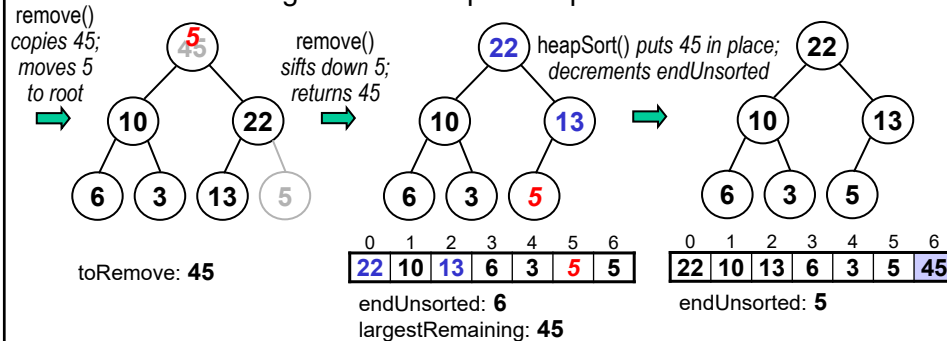 remove()
copies 45;
moves 5
to root
45
5
10
22
6
3
13
5
toRemove: 45
remove()
sifts down 5;
returns 45
22
10
13
6
3
5
0 1 2 3 4 5 6
22 10 13 6 3 5 5
endUnsorted: 6
largestRemaining: 45
heapSort() puts 45 in place;
decrements endUnsorted
22
10
13
6
3
5
0 1 2 3 4 5 6
22 10 13 6 3 5 45
endUnsorted: 5